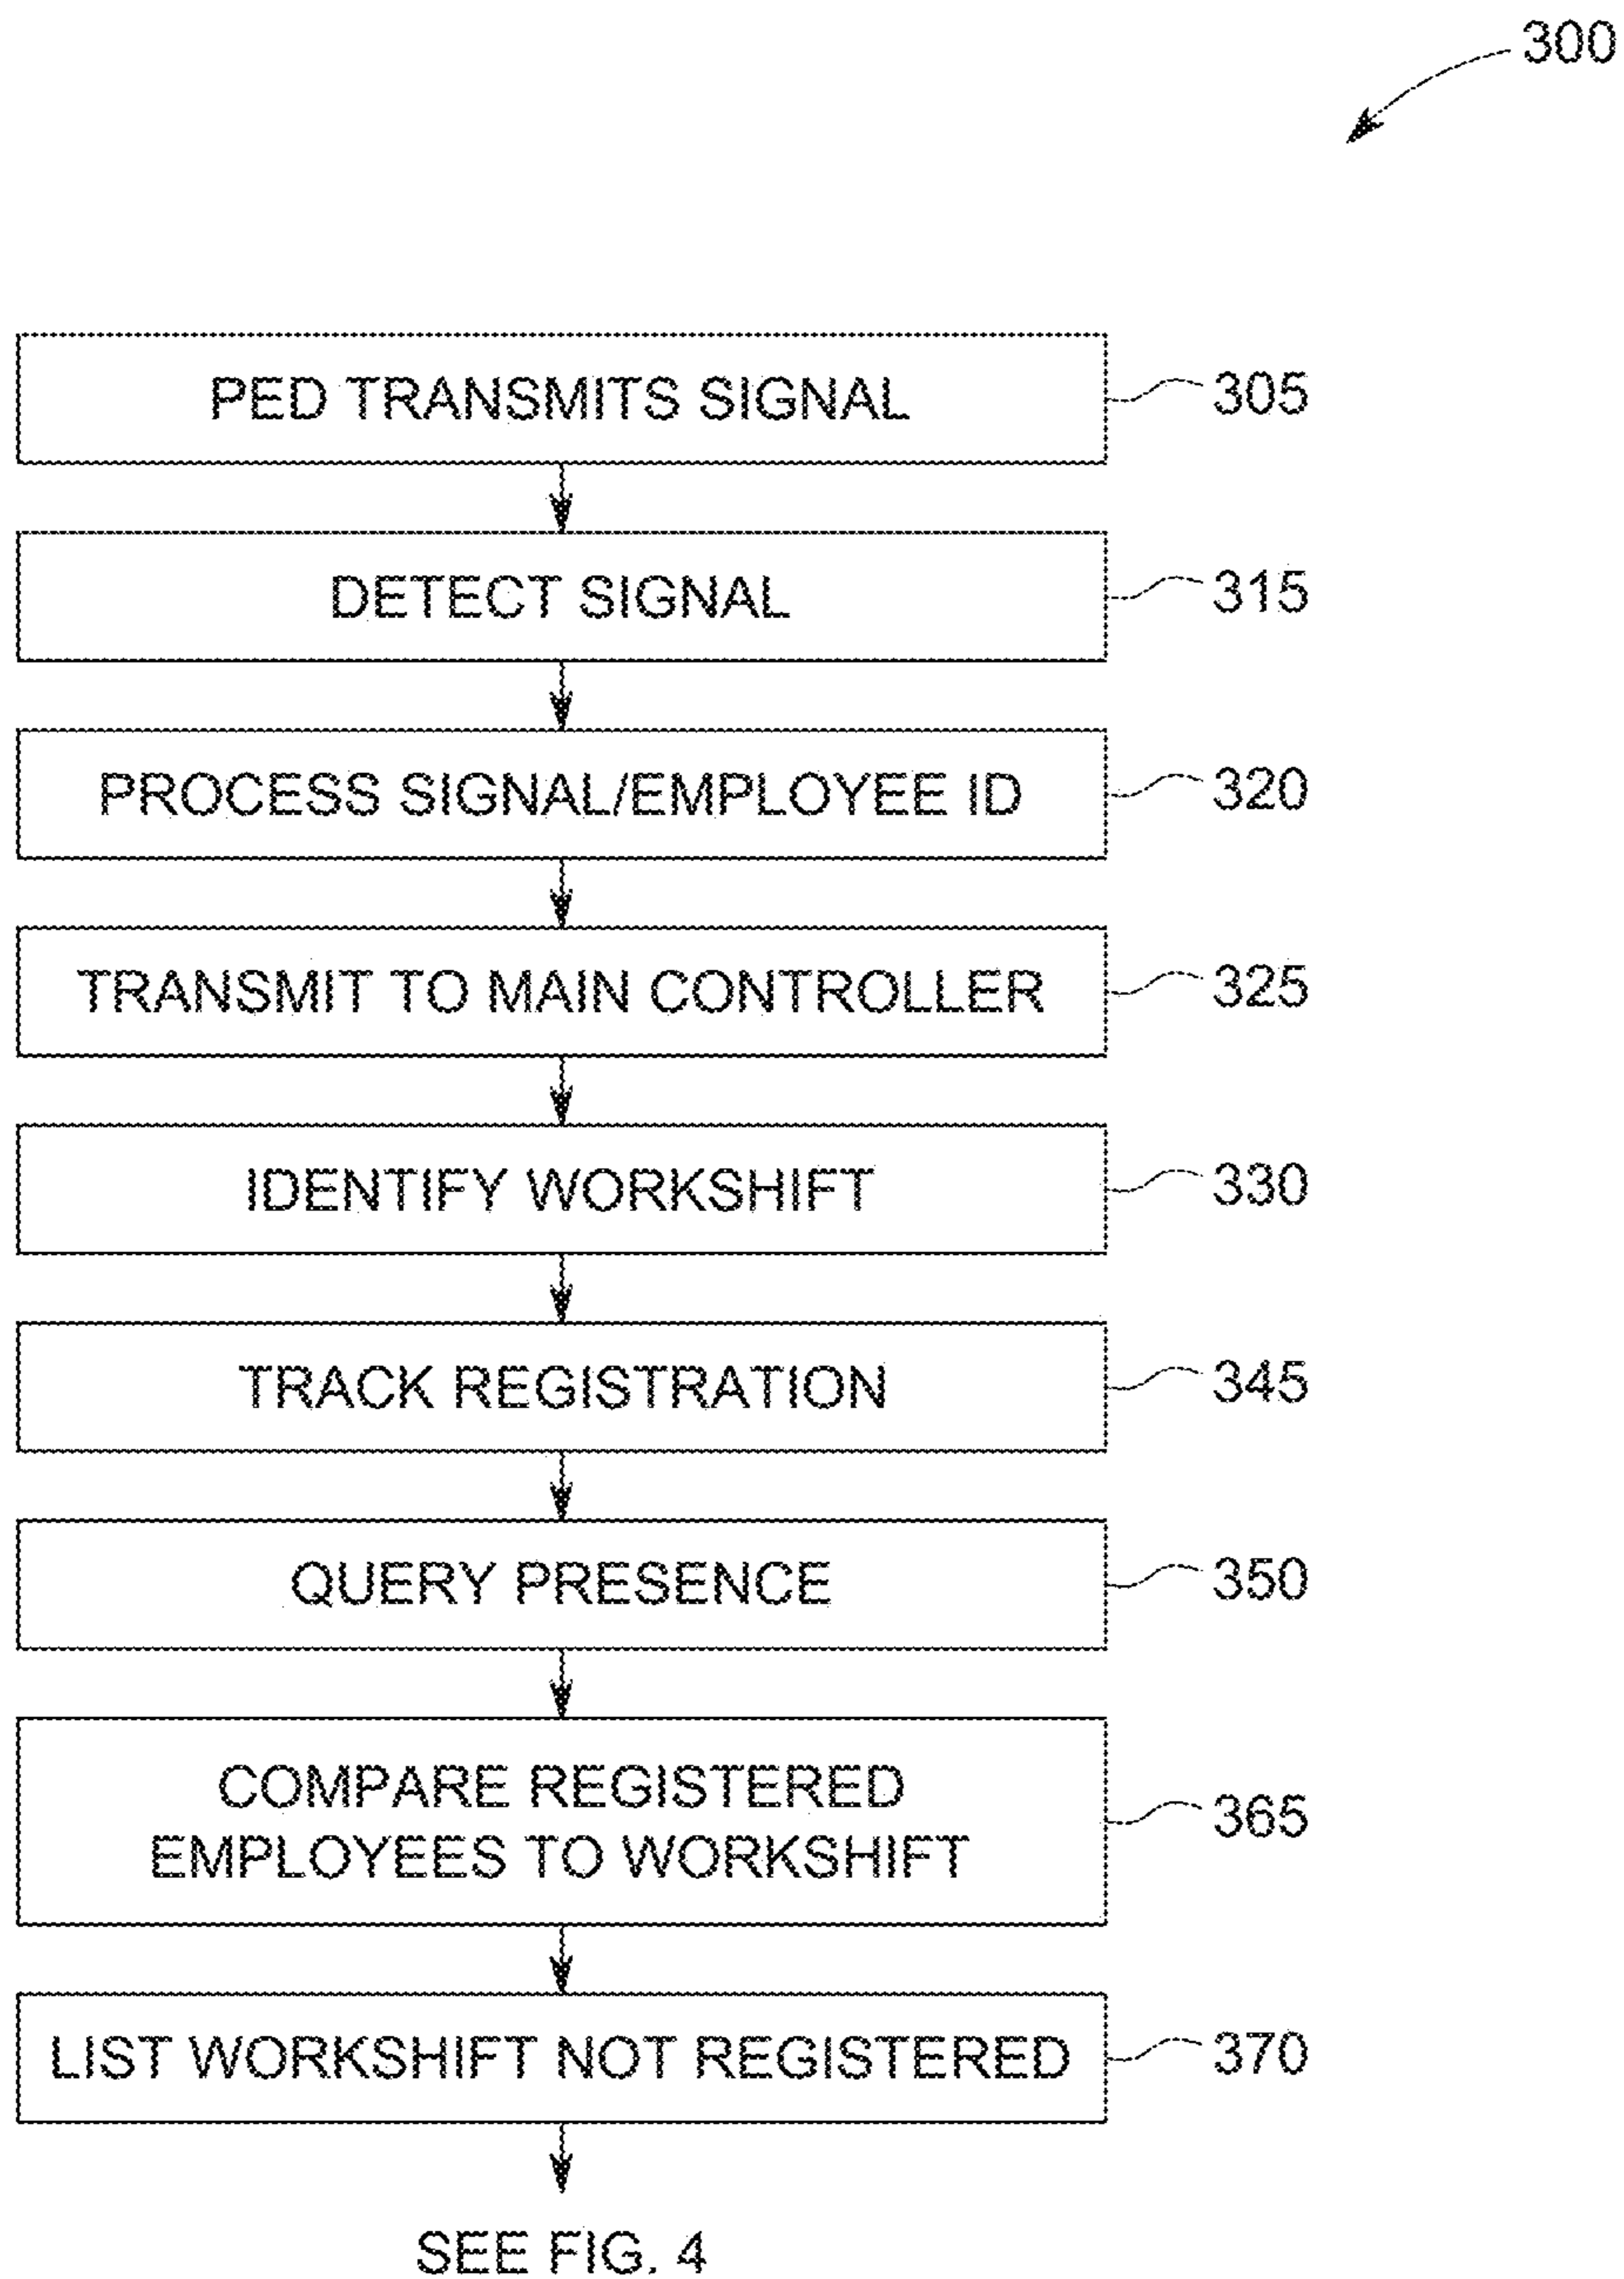 300
PED TRANSMITS SIGNAL
305
DETECT SIGNAL
315
PROCESS SIGNAL/EMPLOYEE ID
320
TRANSMIT TO MAIN CONTROLLER
325
IDENTIFY WORKSHIFT
330
TRACK REGISTRATION
345
QUERY PRESENCE
350
COMPARE REGISTERED
EMPLOYEES TO WORKSHIFT
365
LIST WORKSHIFT NOT REGISTERED
370
SEE FIG. 4